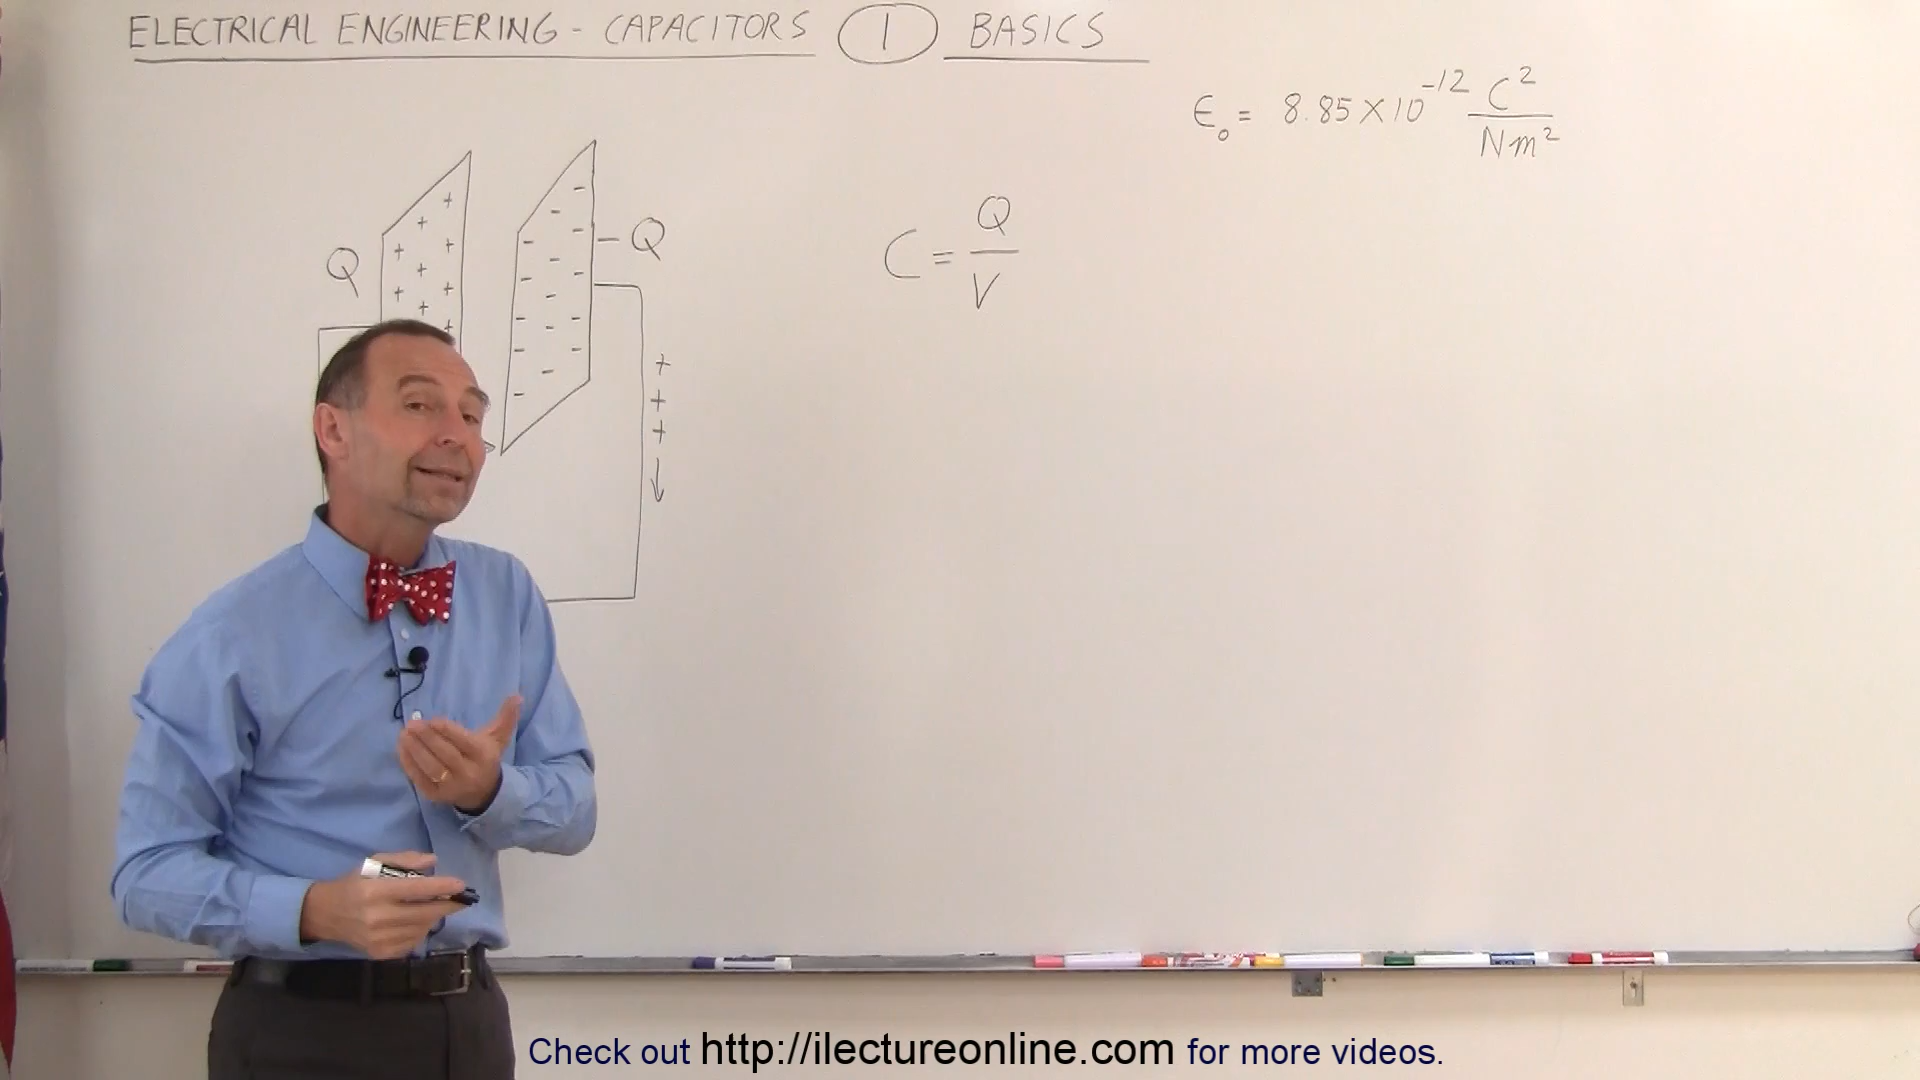 ELECTRICAL ENGINEERING - CAPACITORS 1 BASICS
ϵ₀ = 8.85 × 10⁻¹² C²/Nm²
Q
- Q
C = Q/V
+ + + + + + + + + +
- - - - - - - - - - - - - - - - -
+
+
+
↓
Check out http://ilectureonline.com for more videos.